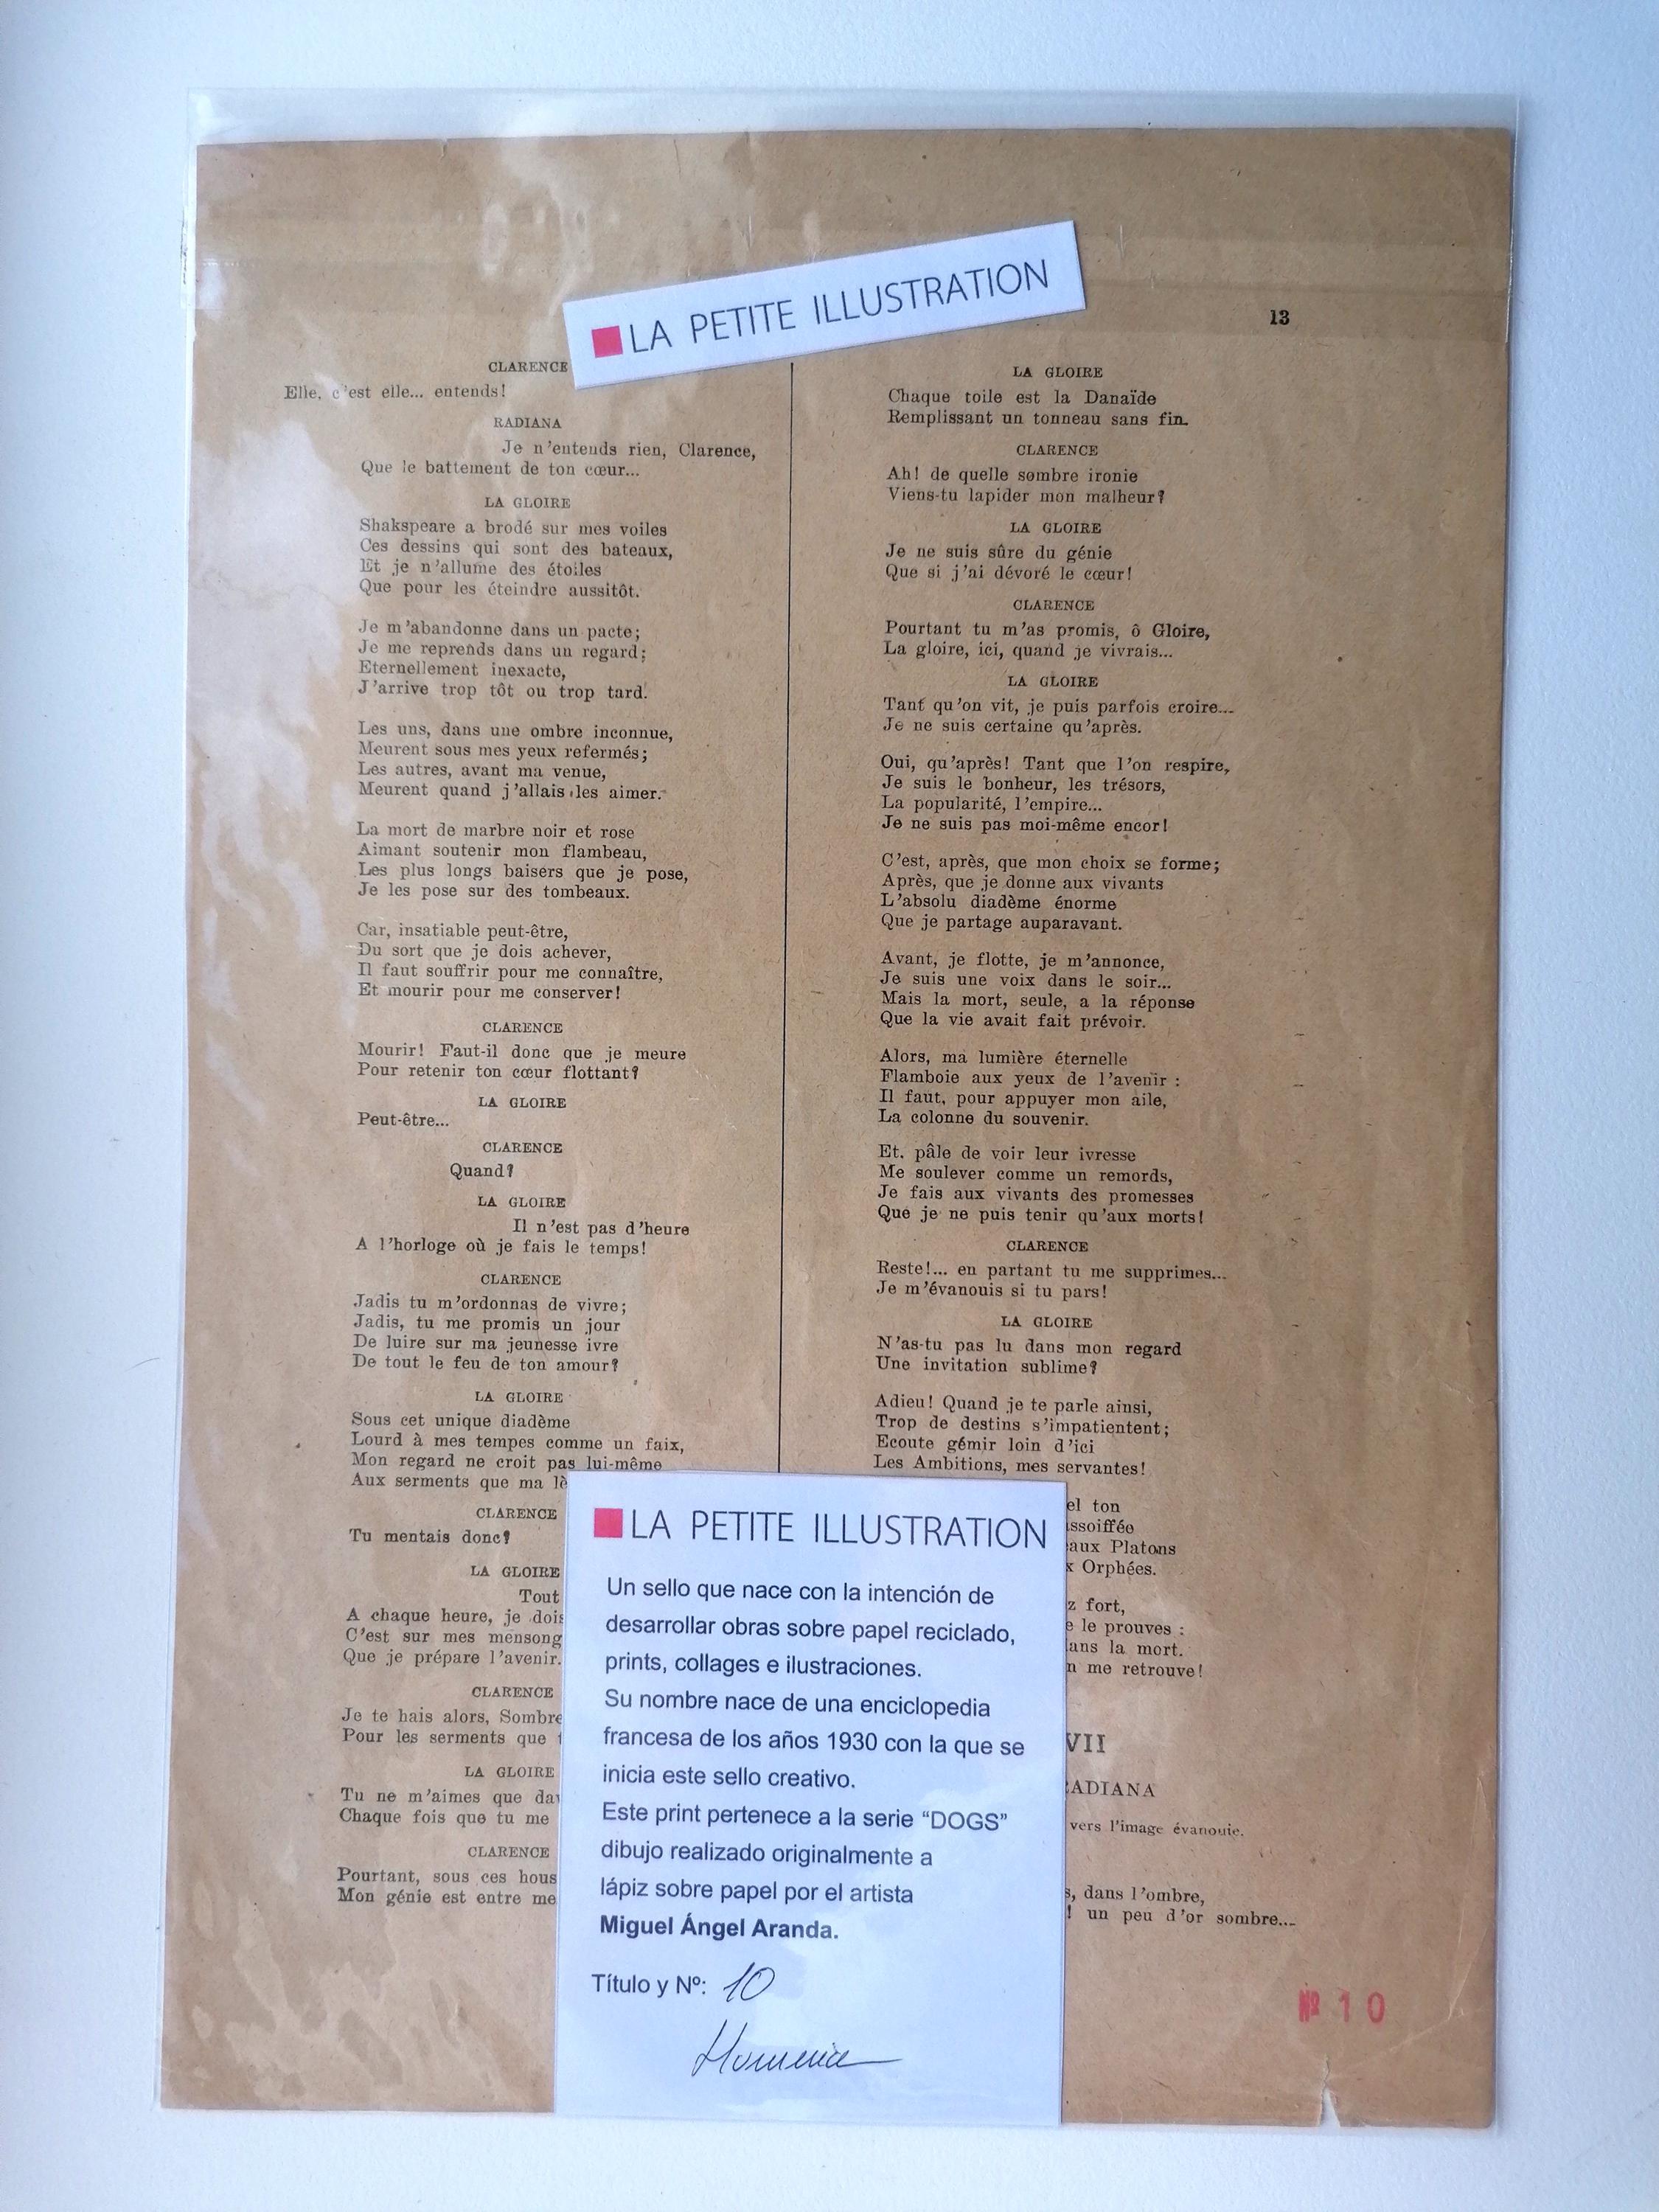 LA PETITE ILLUSTRATION
13
CLARENCE
Elle, c'est elle... entends!
RADIANA
Je n'entends rien, Clarence,
Que le battement de ton cœur...
LA GLOIRE
Shakspeare a brodé sur mes voiles
Ces dessins qui sont des bateaux,
Et je n'allume des étoiles
Que pour les éteindre aussitôt.
Je m'abandonne dans un pacte;
Je me reprends dans un regard;
Eternellement inexacte,
J'arrive trop tôt ou trop tard.
Les uns, dans une ombre inconnue,
Meurent sous mes yeux refermés;
Les autres, avant ma venue,
Meurent quand j'allais les aimer.
La mort de marbre noir et rose
Aimant soutenir mon flambeau,
Les plus longs baisers que je pose,
Je les pose sur des tombeaux.
Car, insatiable peut-être,
Du sort que je dois achever,
Il faut souffrir pour me connaître,
Et mourir pour me conserver!
CLARENCE
Mourir! Faut-il donc que je meure
Pour retenir ton cœur flottant?
LA GLOIRE
Peut-être...
CLARENCE
Quand?
LA GLOIRE
Il n'est pas d'heure
A l'horloge où je fais le temps!
CLARENCE
Jadis tu m'ordonnas de vivre;
Jadis, tu me promis un jour
De luire sur ma jeunesse ivre
De tout le feu de ton amour?
LA GLOIRE
Sous cet unique diadème
Lourd à mes tempes comme un faix,
Mon regard ne croit pas lui-même
Aux serments que ma lè
CLARENCE
Tu mentais donc?
LA GLOIRE
Tout
A chaque heure, je dois
C'est sur mes mensong
Que je prépare l'avenir.
CLARENCE
Je te hais alors, Sombre
Pour les serments que
LA GLOIRE
Tu ne m'aimes que da
Chaque fois que tu me
CLARENCE
Pourtant, sous ces hous
Mon génie est entre me
LA GLOIRE
Chaque toile est la Danaïde
Remplissant un tonneau sans fin.
CLARENCE
Ah! de quelle sombre ironie
Viens-tu lapider mon malheur?
LA GLOIRE
Je ne suis sûre du génie
Que si j'ai dévoré le cœur!
CLARENCE
Pourtant tu m'as promis, ô Gloire,
La gloire, ici, quand je vivrais...
LA GLOIRE
Tant qu'on vit, je puis parfois croire...
Je ne suis certaine qu'après.
Oui, qu'après! Tant que l'on respire,
Je suis le bonheur, les trésors,
La popularité, l'empire...
Je ne suis pas moi-même encor!
C'est, après, que mon choix se forme;
Après, que je donne aux vivants
L'absolu diadème énorme
Que je partage auparavant.
Avant, je flotte, je m'annonce,
Je suis une voix dans le soir...
Mais la mort, seule, a la réponse
Que la vie avait fait prévoir.
Alors, ma lumière éternelle
Flamboie aux yeux de l'avenir :
Il faut, pour appuyer mon aile,
La colonne du souvenir.
Et, pâle de voir leur ivresse
Me soulever comme un remords,
Je fais aux vivants des promesses
Que je ne puis tenir qu'aux morts!
CLARENCE
Reste!... en partant tu me supprimes...
Je m'évanouis si tu pars!
LA GLOIRE
N'as-tu pas lu dans mon regard
Une invitation sublime?
Adieu! Quand je te parle ainsi,
Trop de destins s'impatientent;
Ecoute gémir loin d'ici
Les Ambitions, mes servantes!
el ton
ssoiffée
aux Platons
x Orphées.
z fort,
e le prouves :
ans la mort.
n me retrouve!
VII
RADIANA
vers l'image évanouie.
s, dans l'ombre,
! un peu d'or sombre...
Nº 10
LA PETITE ILLUSTRATION
Un sello que nace con la intención de
desarrollar obras sobre papel reciclado,
prints, collages e ilustraciones.
Su nombre nace de una enciclopedia
francesa de los años 1930 con la que se
inicia este sello creativo.
Este print pertenece a la serie “DOGS”
dibujo realizado originalmente a
lápiz sobre papel por el artista
Miguel Ángel Aranda.
Título y Nº: 10